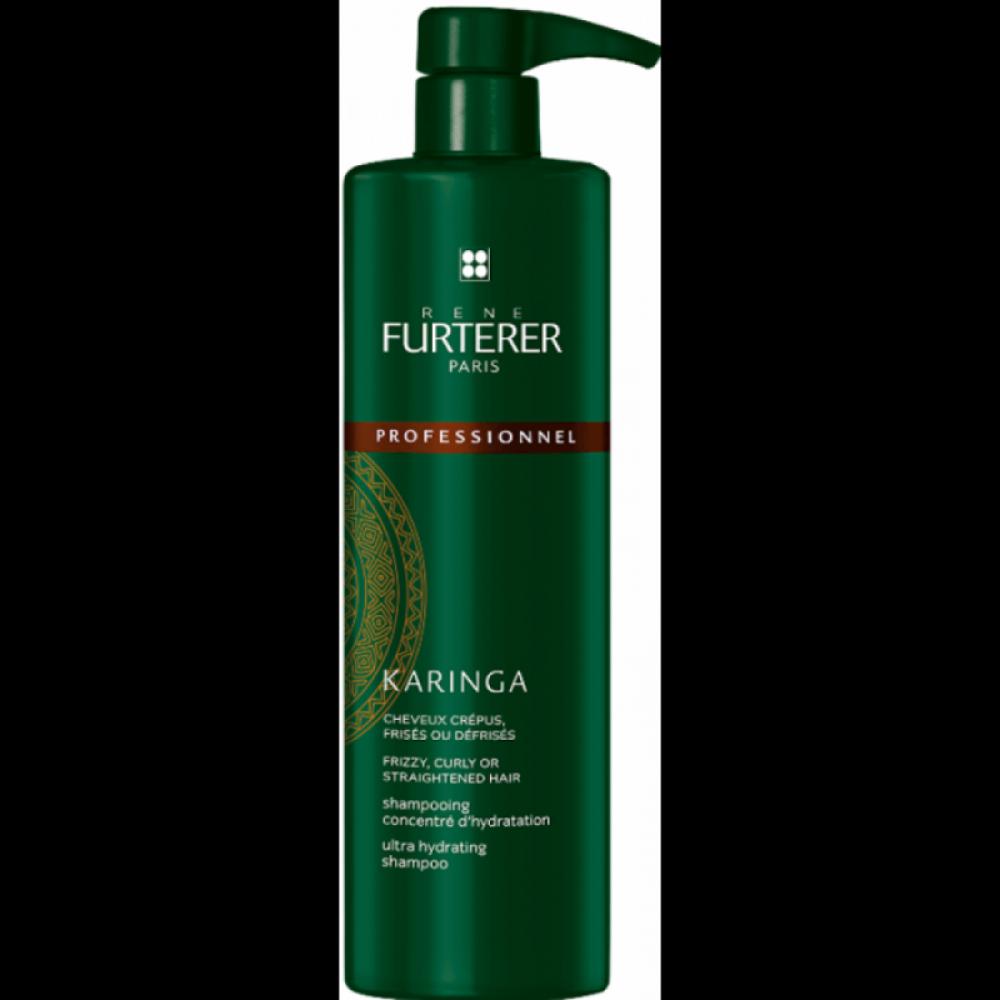 RENE
FURTERER
PARIS
PROFESSIONNEL
KARINGA
CHEVEUX CRÉPUS,
FRISÉS OU DÉFRISÉS
FRIZZY, CURLY OR
STRAIGHTENED HAIR
shampooing
concentré d'hydratation
ultra hydrating
shampoo